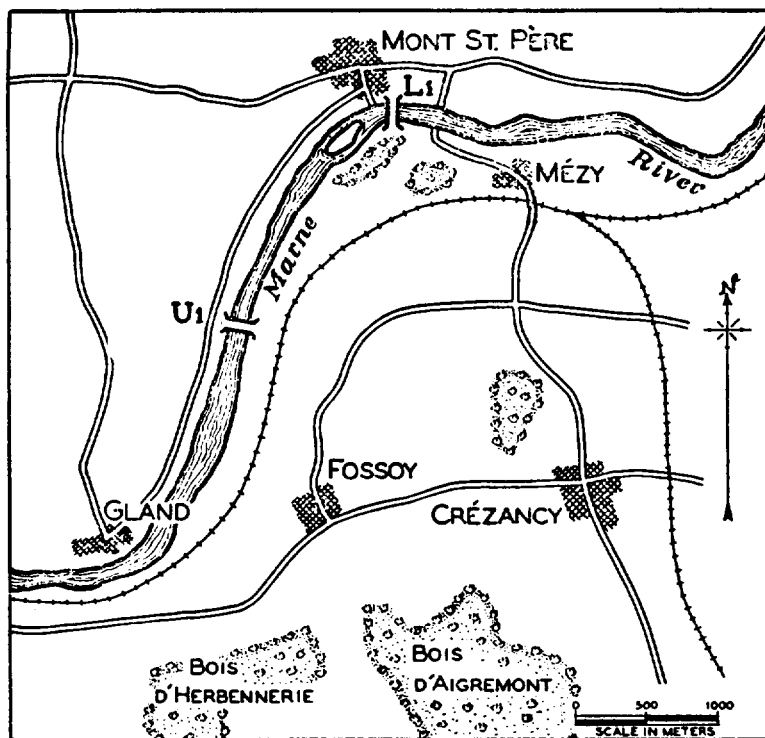 MONT ST. PÈRE
L1
River
MÉZY
Marne
U1
N
FOSSOY
GLAND
CRÉZANCY
BOIS
D'HERBENNERIE
BOIS
D'AIGREMONT
0 500 1000
SCALE IN METERS